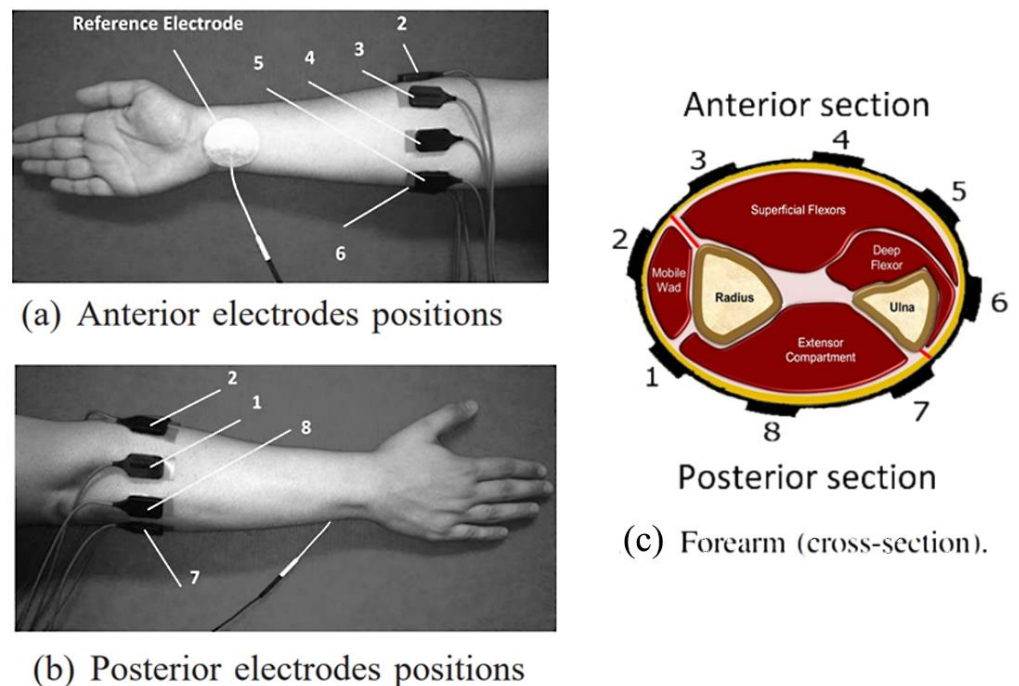 Reference Electrode
2
3
4
5
6
(a) Anterior electrodes positions
2
1
8
7
(b) Posterior electrodes positions
Anterior section
4
3
5
2
6
1
7
8
Superficial Flexors
Deep
Flexor
Mobile
Wad
Radius
Ulna
Extensor
Compartment
Posterior section
(c) Forearm (cross-section).